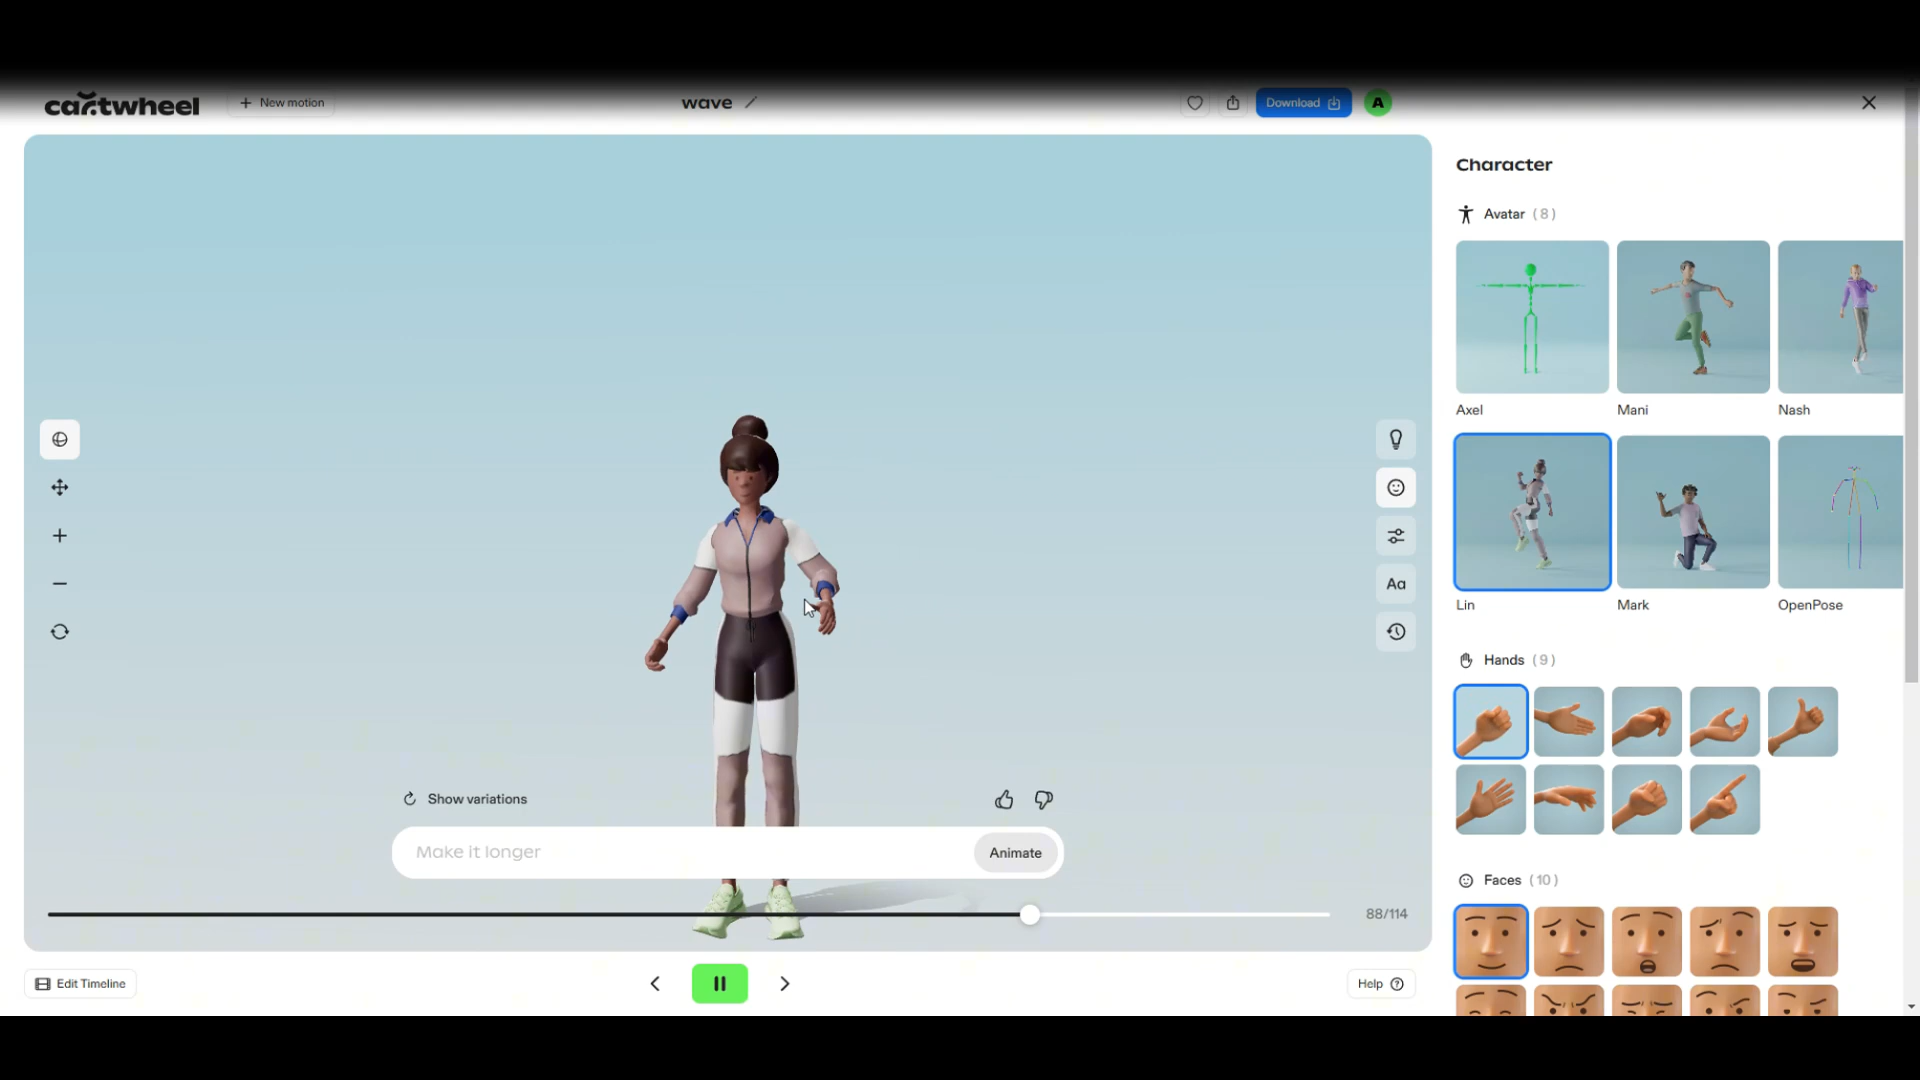 cartwheel
New motion
wave
Download
A
Character
Avatar (8)
Axel
Mani
Nash
Lin
Mark
OpenPose
Aa
Hands (9)
Show variations
Make it longer
Animate
Faces (10)
88/114
Edit Timeline
Help